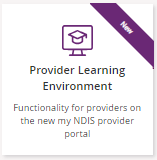 New
Provider Learning
Environment
Functionality for providers on
the new my NDIS provider
portal